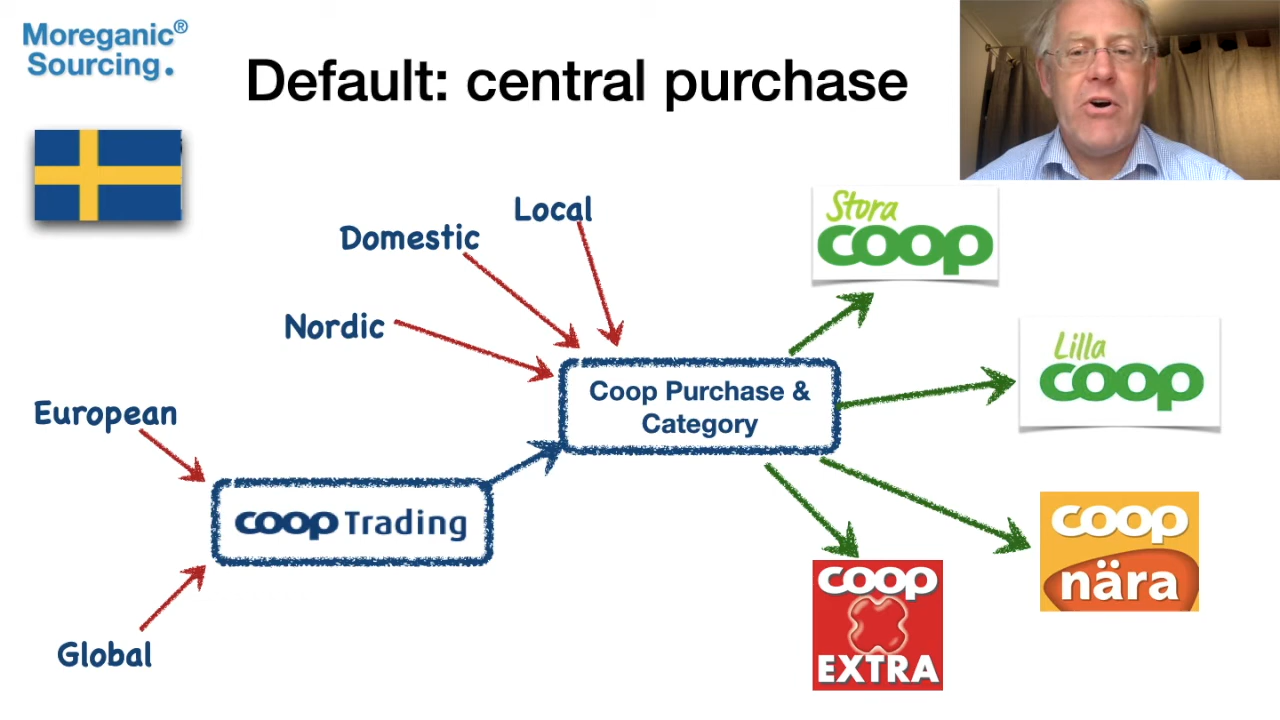 Moreganic®
Sourcing.
Default: central purchase
Local
Domestic
Nordic
European
Global
coop Trading
Coop Purchase &
Category
Stora
coop
Lilla
coop
coop
nära
coop
EXTRA